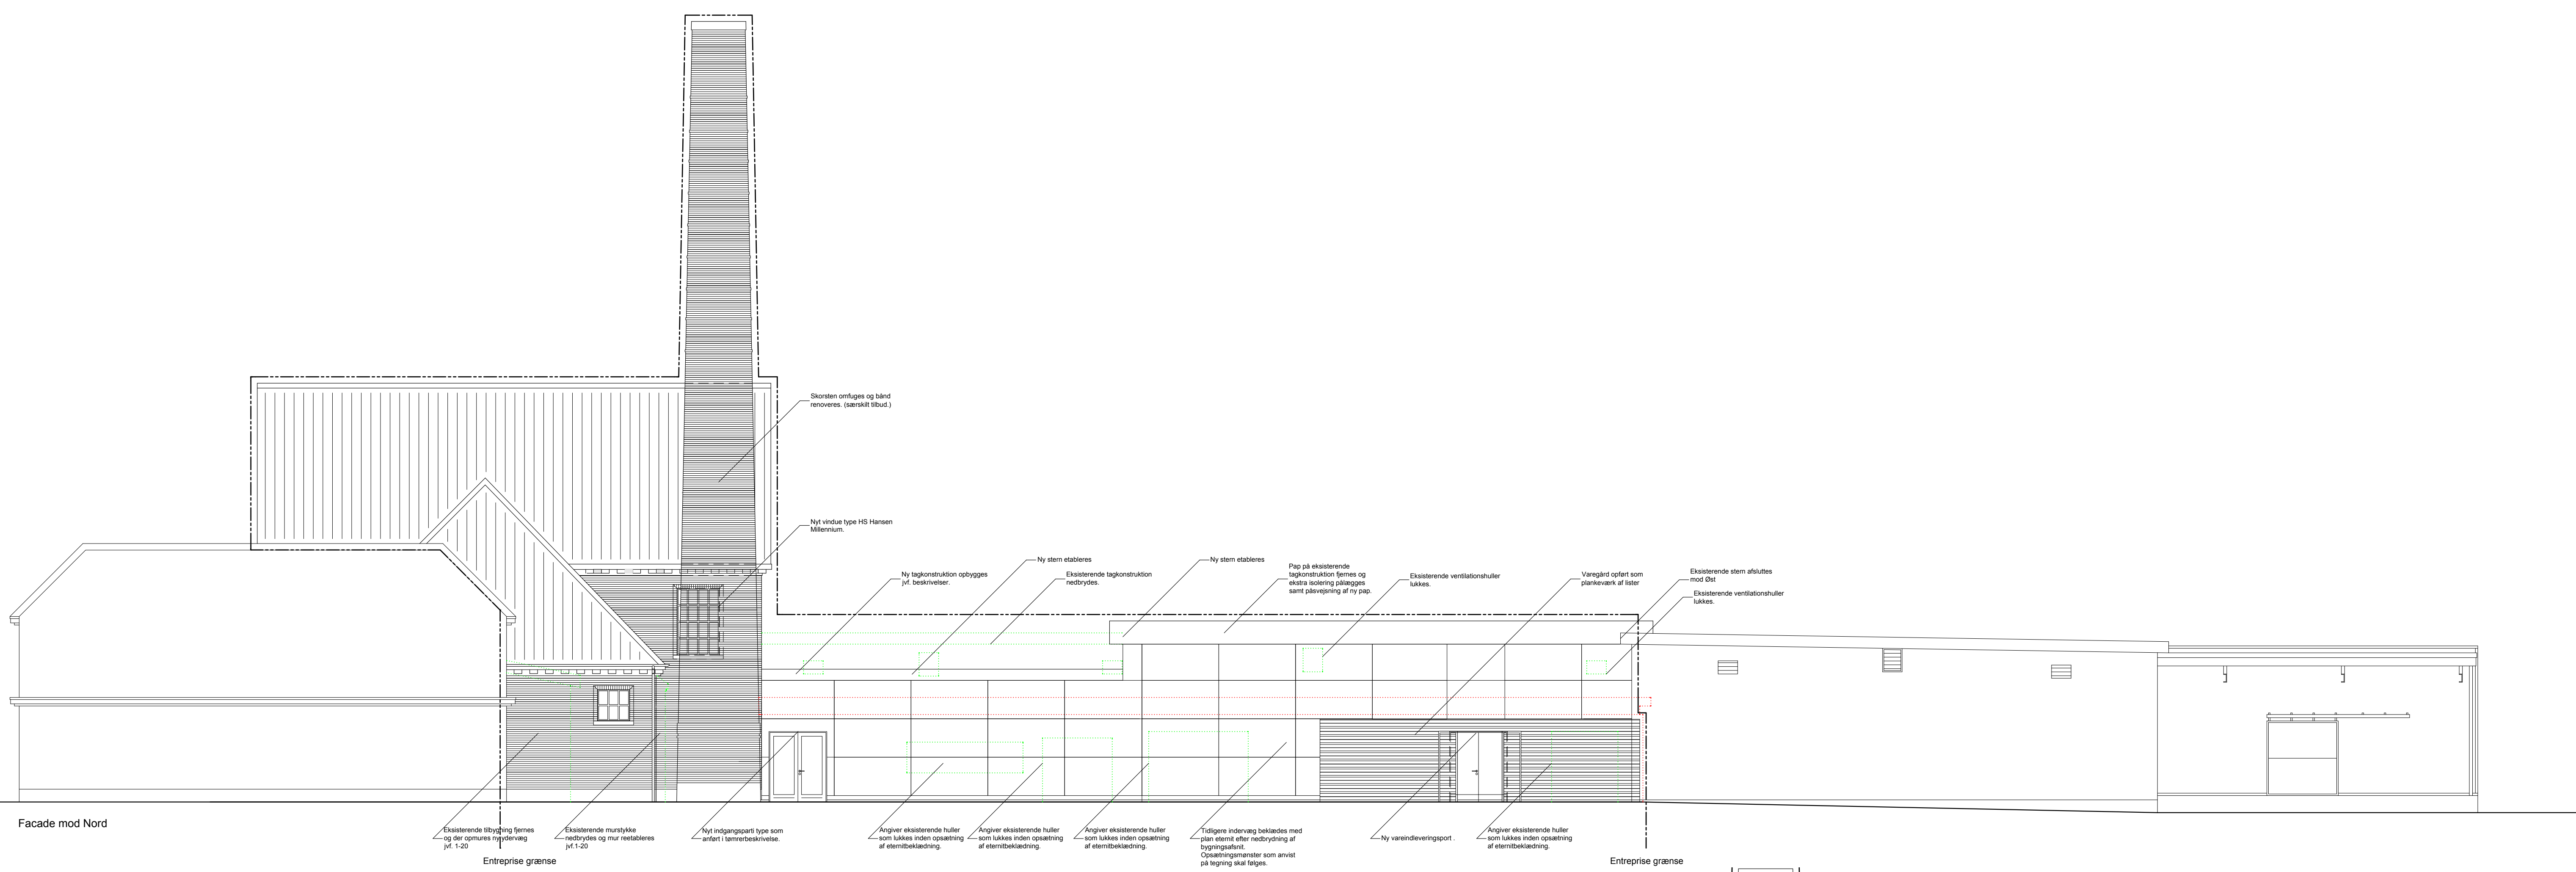 Skorsten omfuges og bånd
renoveres. (særskilt tilbud.)
Nyt vindue type HS Hansen
Millennium.
Ny tagkonstruktion opbygges
jvf. beskrivelser.
Ny stern etableres
Eksisterende tagkonstruktion
nedbrydes.
Ny stern etableres
Pap på eksisterende
tagkonstruktion fjernes og
ekstra isolering pålægges
samt påsvejsning af ny pap.
Eksisterende ventilationshuller
lukkes.
Varegård opført som
plankeværk af lister
Eksisterende stern afsluttes
mod Øst
Eksisterende ventilationshuller
lukkes.
Facade mod Nord
Eksisterende tilbygning fjernes
og der opmures ny ydervæg
jvf. 1-20
Eksisterende murstykke
nedbrydes og mur reetableres
jvf.1-20
Nyt indgangsparti type som
anført i tømrerbeskrivelse.
Angiver eksisterende huller
som lukkes inden opsætning
af eternitbeklædning.
Angiver eksisterende huller
som lukkes inden opsætning
af eternitbeklædning.
Angiver eksisterende huller
som lukkes inden opsætning
af eternitbeklædning.
Tidligere indervæg beklædes med
plan eternit efter nedbrydning af
bygningsafsnit.
Opsætningsmønster som anvist
på tegning skal følges.
Ny vareindleveringsport .
Angiver eksisterende huller
som lukkes inden opsætning
af eternitbeklædning.
Entreprise grænse
Entreprise grænse